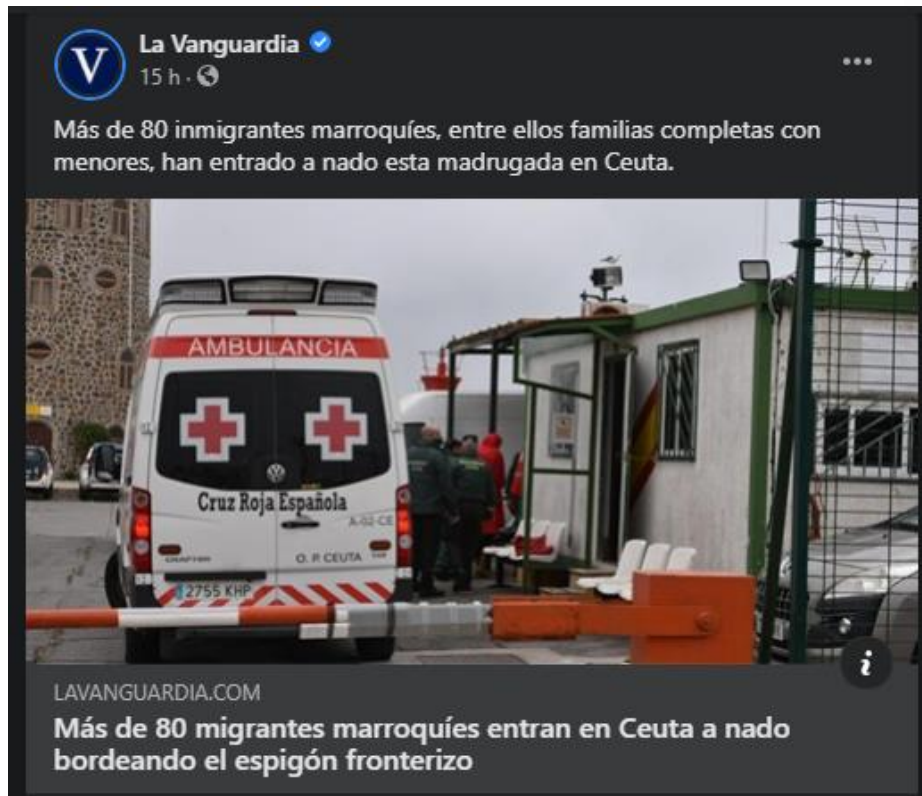 La Vanguardia
15 h ·
Más de 80 inmigrantes marroquíes, entre ellos familias completas con
menores, han entrado a nado esta madrugada en Ceuta.
AMBULANCIA
Cruz Roja Española
A-02-CE
CRAFTER
O. P. CEUTA
2755 KHP
LAVANGUARDIA.COM
Más de 80 migrantes marroquíes entran en Ceuta a nado
bordeando el espigón fronterizo